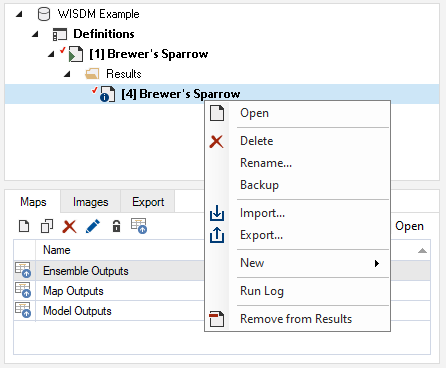 WISDM Example
Definitions
[1] Brewer's Sparrow
Results
[4] Brewer's Sparrow
Open
Delete
Rename...
Backup
Import...
Export...
New
Run Log
Remove from Results
Maps Images Export
Open
Name
Ensemble Outputs
Map Outputs
Model Outputs